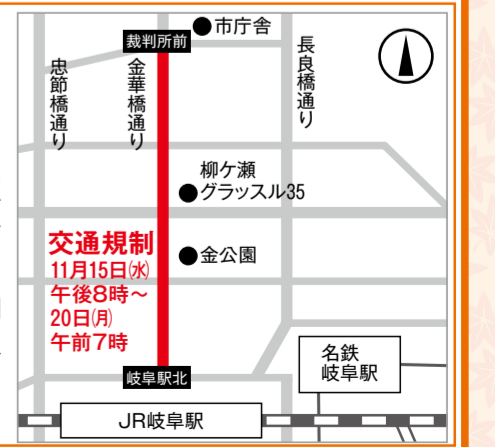 市庁舎
裁判所前
忠節橋通り
金華橋通り
長良橋通り
柳ケ瀬
グラッスル35
金公園
交通規制
11月15日㈬
午後8時～
20日㈪
午前7時
岐阜駅北
名鉄
岐阜駅
JR岐阜駅